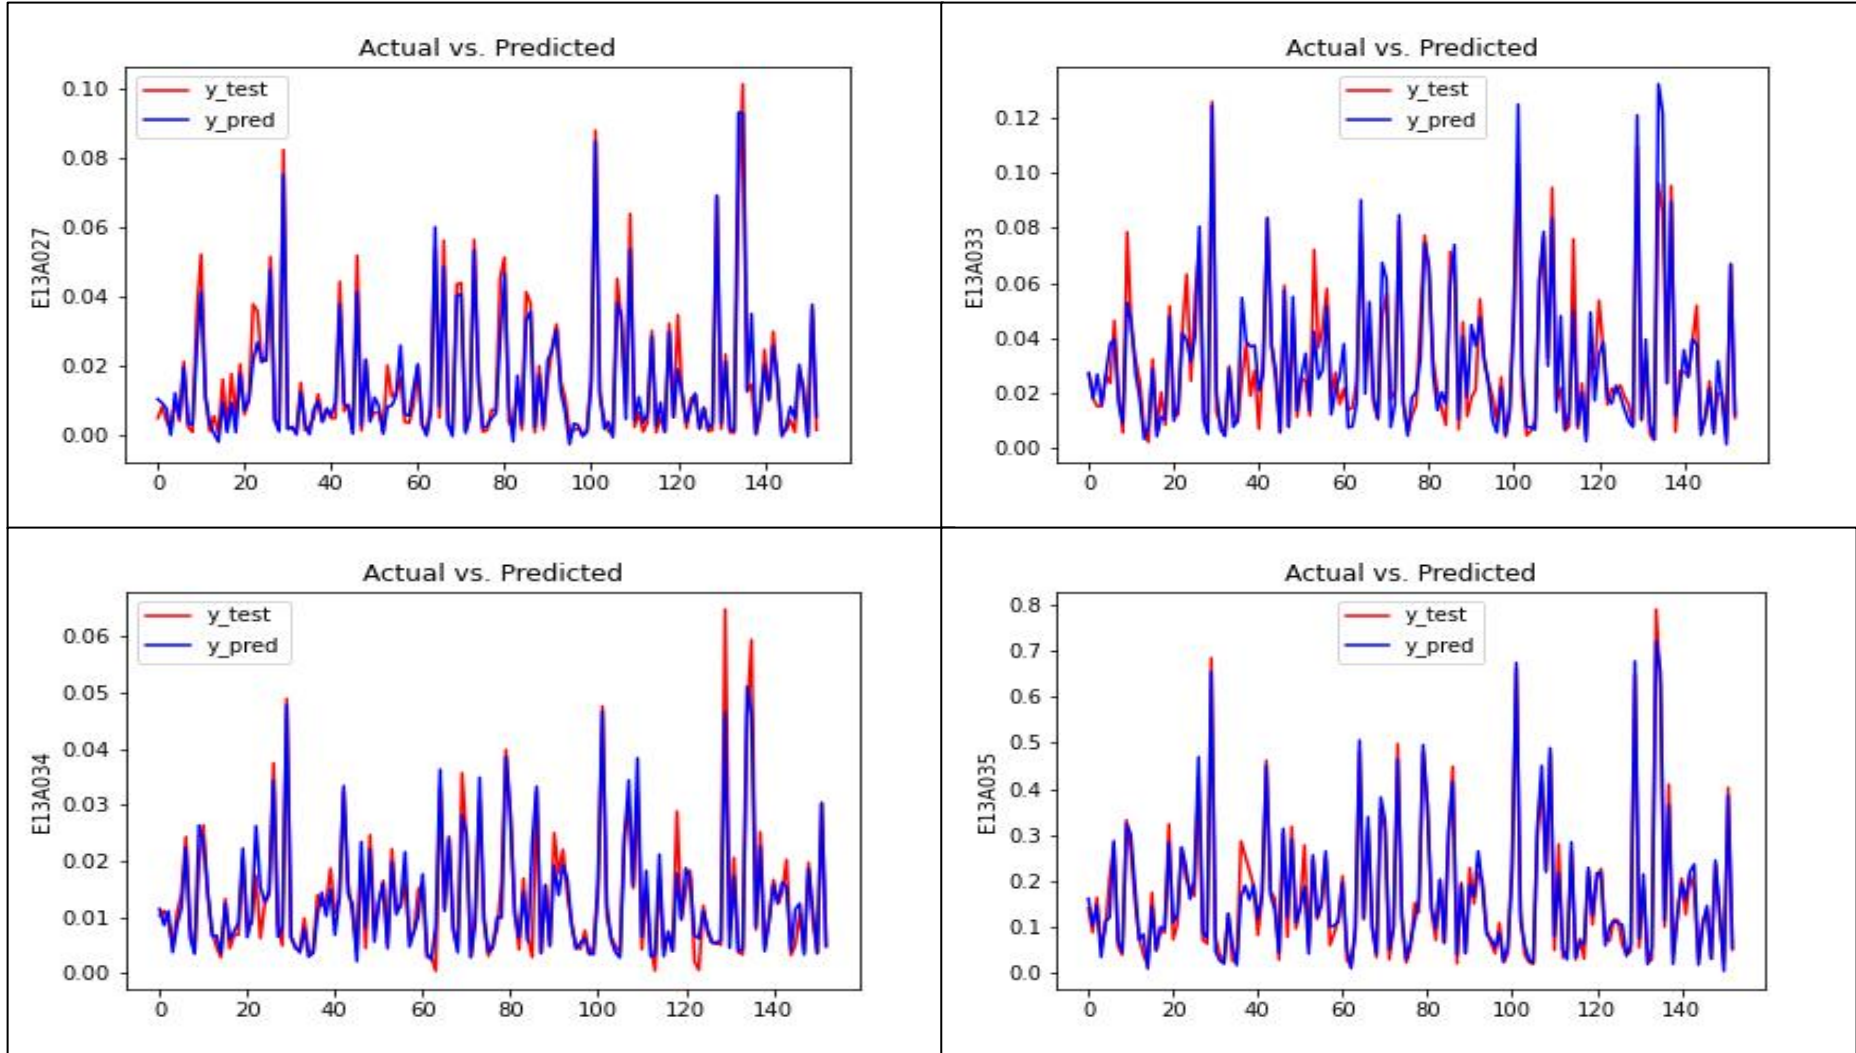 Actual vs. Predicted
y_test
y_pred
E13A027
0.10
0.08
0.06
0.04
0.02
0.00
0 20 40 60 80 100 120 140
Actual vs. Predicted
y_test
y_pred
E13A033
0.12
0.10
0.08
0.06
0.04
0.02
0.00
0 20 40 60 80 100 120 140
Actual vs. Predicted
y_test
y_pred
E13A034
0.06
0.05
0.04
0.03
0.02
0.01
0.00
0 20 40 60 80 100 120 140
Actual vs. Predicted
y_test
y_pred
E13A035
0.8
0.7
0.6
0.5
0.4
0.3
0.2
0.1
0.0
0 20 40 60 80 100 120 140